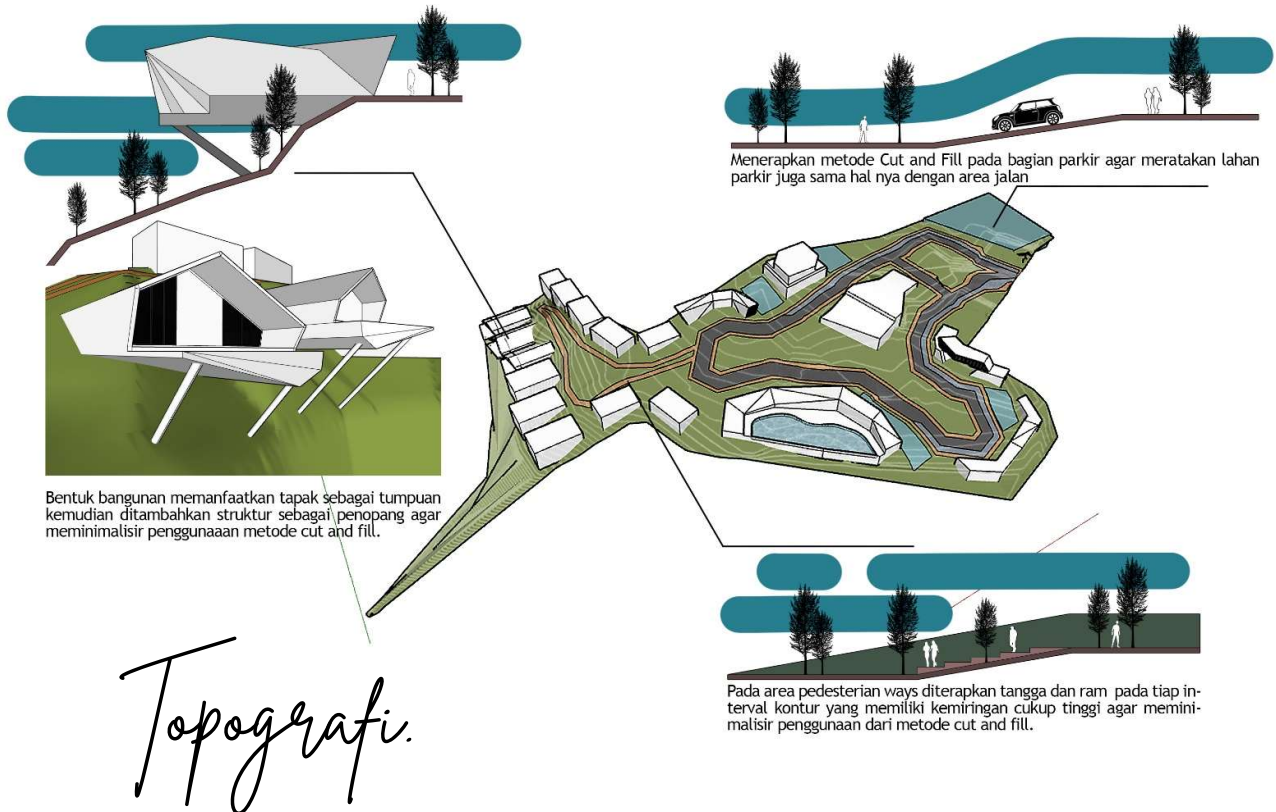 Menerapkan metode Cut and Fill pada bagian parkir agar meratakan lahan
parkir juga sama hal nya dengan area jalan
Bentuk bangunan memanfaatkan tapak sebagai tumpuan
kemudian ditambahkan struktur sebagai penopang agar
meminimalisir penggunaaan metode cut and fill.
Pada area pedesterian ways diterapkan tangga dan ram pada tiap in-
terval kontur yang memiliki kemiringan cukup tinggi agar memini-
malisir penggunaan dari metode cut and fill.
Topografi.